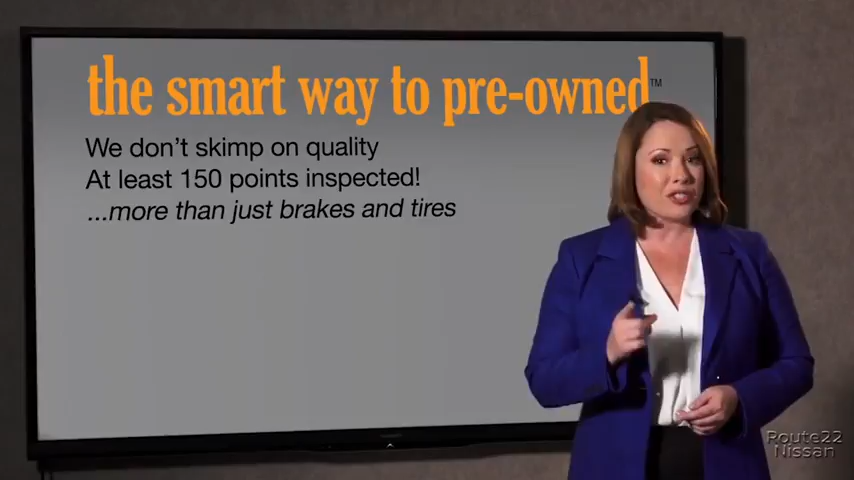 the smart way to pre-owned™
We don't skimp on quality
At least 150 points inspected!
...more than just brakes and tires
Route22
Nissan